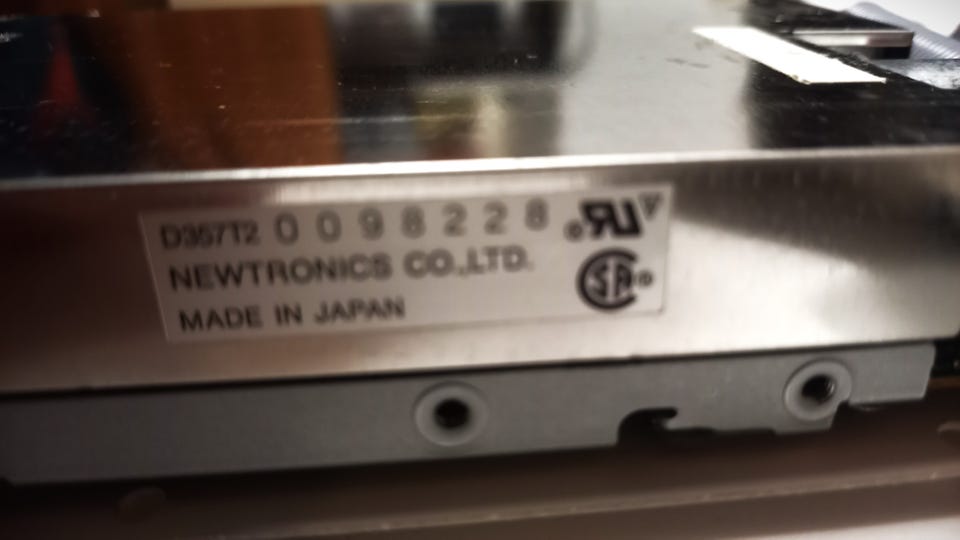 D357T2 0098228
NEWTRONICS CO.,LTD.
MADE IN JAPAN